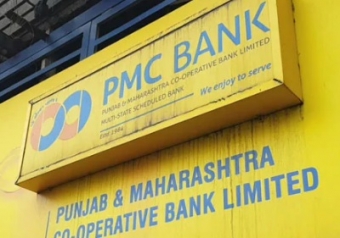 PMC BANK
PUNJAB & MAHARASHTRA CO-OPERATIVE BANK LIMITED
MULTI-STATE SCHEDULED BANK
We enjoy to serve
PUNJAB & MAHARASHTRA
CO-OPERATIVE BANK LIMITED